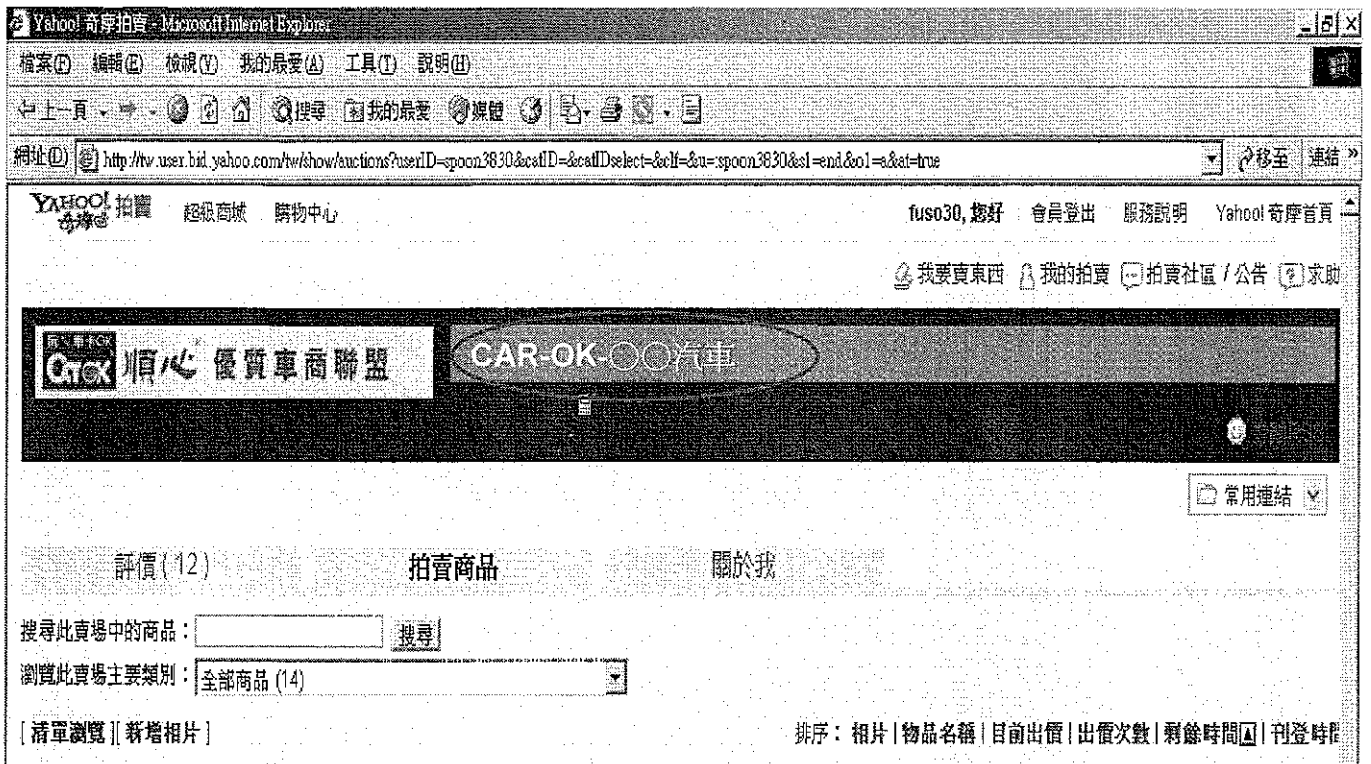 Yahoo! 奇摩拍賣 - Microsoft Internet Explorer
檔案(F) 編輯(E) 檢視(V) 我的最愛(A) 工具(T) 說明(H)
上一頁 搜尋 我的最愛 媒體
網址(D) http://tw.user.bid.yahoo.com/tw/show/auctions?userID=spoon3830&catID=&catIDselect=&clf=&u=:spoon3830&s1=end&o1=a&at=true 移至 連結 »
YAHOO! 奇摩 拍賣 超級商城 購物中心 fuso30, 您好 會員登出 服務說明 Yahoo! 奇摩首頁
我要賣東西 我的拍賣 拍賣社區 / 公告 求助
順心 優質車商聯盟 CAR-OK-○○汽車
常用連結
評價 ( 12 ) 拍賣商品 關於我
搜尋此賣場中的商品： 搜尋
瀏覽此賣場主要類別： 全部商品 (14)
[ 清單瀏覽 ][ 新增相片 ] 排序： 相片 | 物品名稱 | 目前出價 | 出價次數 | 剩餘時間 | 刊登時間